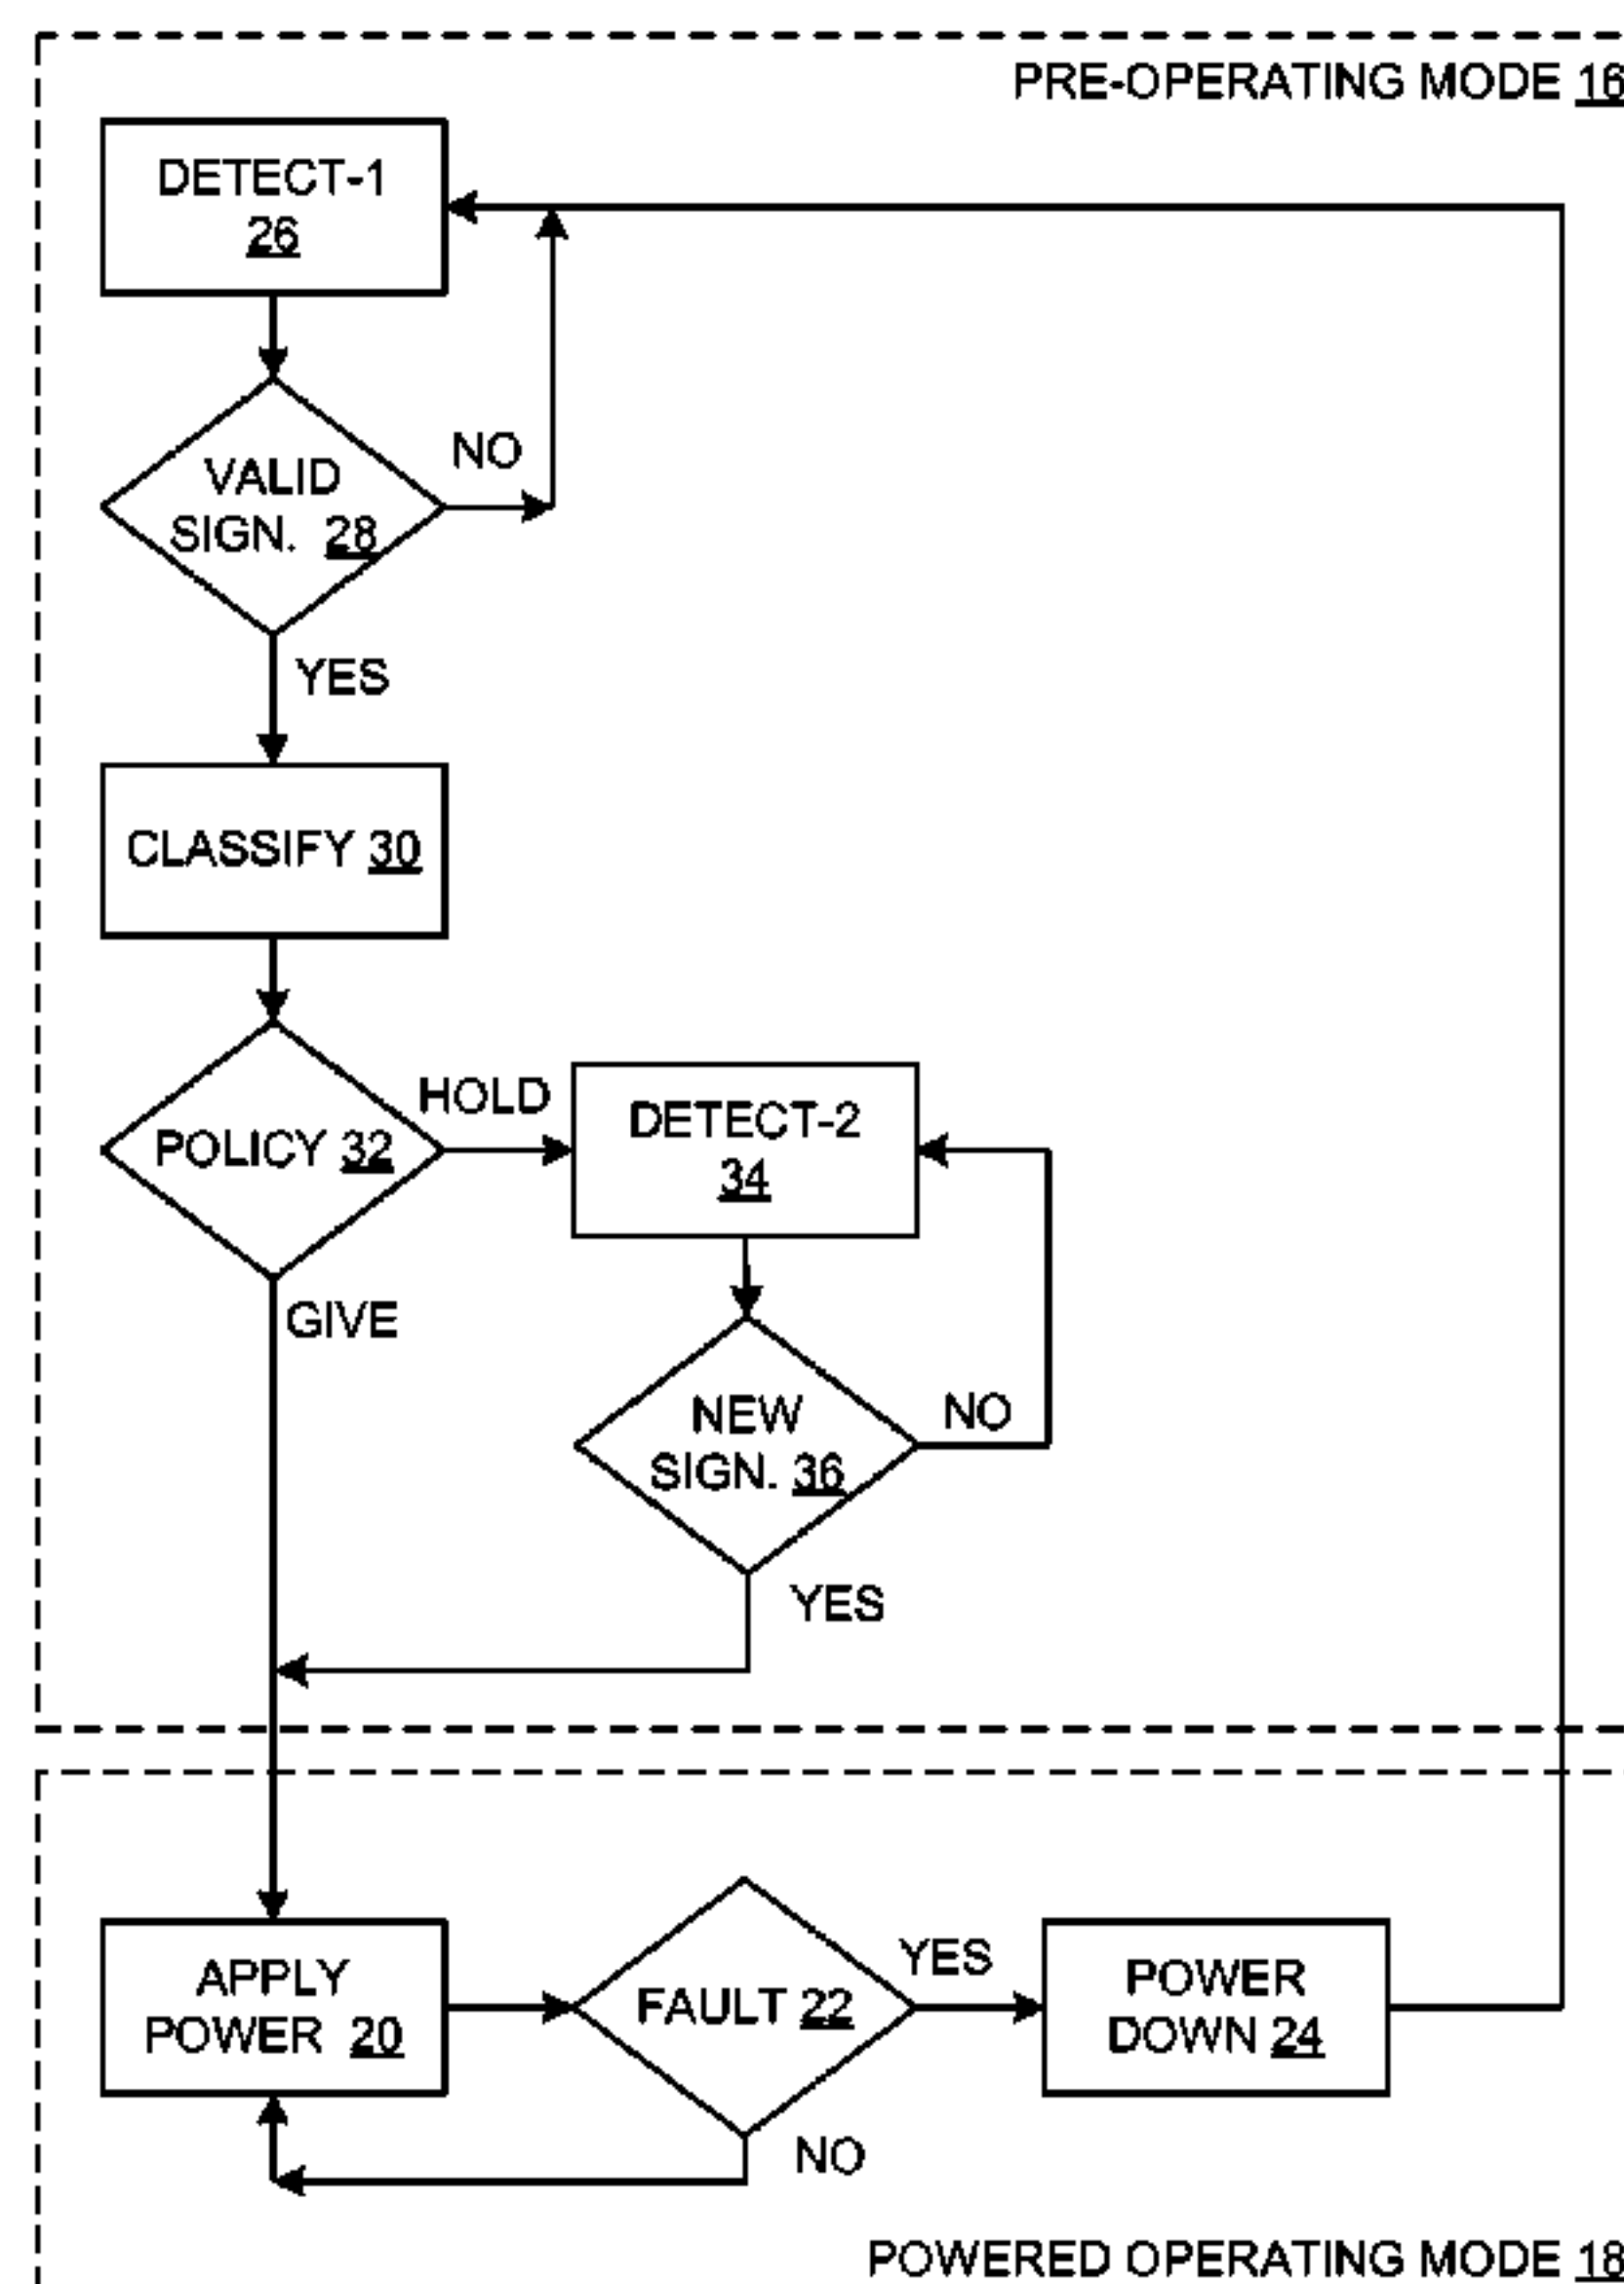 PRE-OPERATING MODE 16
DETECT-1
26
NO
VALID
SIGN. 28
YES
CLASSIFY 30
HOLD
DETECT-2
34
POLICY 32
GIVE
NEW
SIGN. 36
NO
YES
APPLY
POWER 20
FAULT 22
YES
POWER
DOWN 24
NO
POWERED OPERATING MODE 18